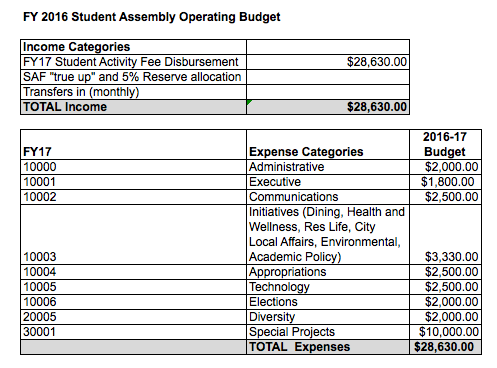 FY 2016 Student Assembly Operating Budget
Income Categories
FY17 Student Activity Fee Disbursement $28,630.00
SAF "true up" and 5% Reserve allocation
Transfers in (monthly)
TOTAL Income $28,630.00
2016-17
FY17 Expense Categories Budget
10000 Administrative $2,000.00
10001 Executive $1,800.00
10002 Communications $2,500.00
Initiatives (Dining, Health and
Wellness, Res Life, City
Local Affairs, Environmental,
10003 Academic Policy) $3,330.00
10004 Appropriations $2,500.00
10005 Technology $2,500.00
10006 Elections $2,000.00
20005 Diversity $2,000.00
30001 Special Projects $10,000.00
TOTAL Expenses $28,630.00